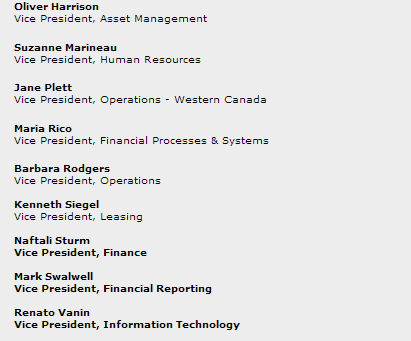 Oliver Harrison
Vice President, Asset Management
Suzanne Marineau
Vice President, Human Resources
Jane Plett
Vice President, Operations - Western Canada
Maria Rico
Vice President, Financial Processes & Systems
Barbara Rodgers
Vice President, Operations
Kenneth Siegel
Vice President, Leasing
Naftali Sturm
Vice President, Finance
Mark Swalwell
Vice President, Financial Reporting
Renato Vanin
Vice President, Information Technology